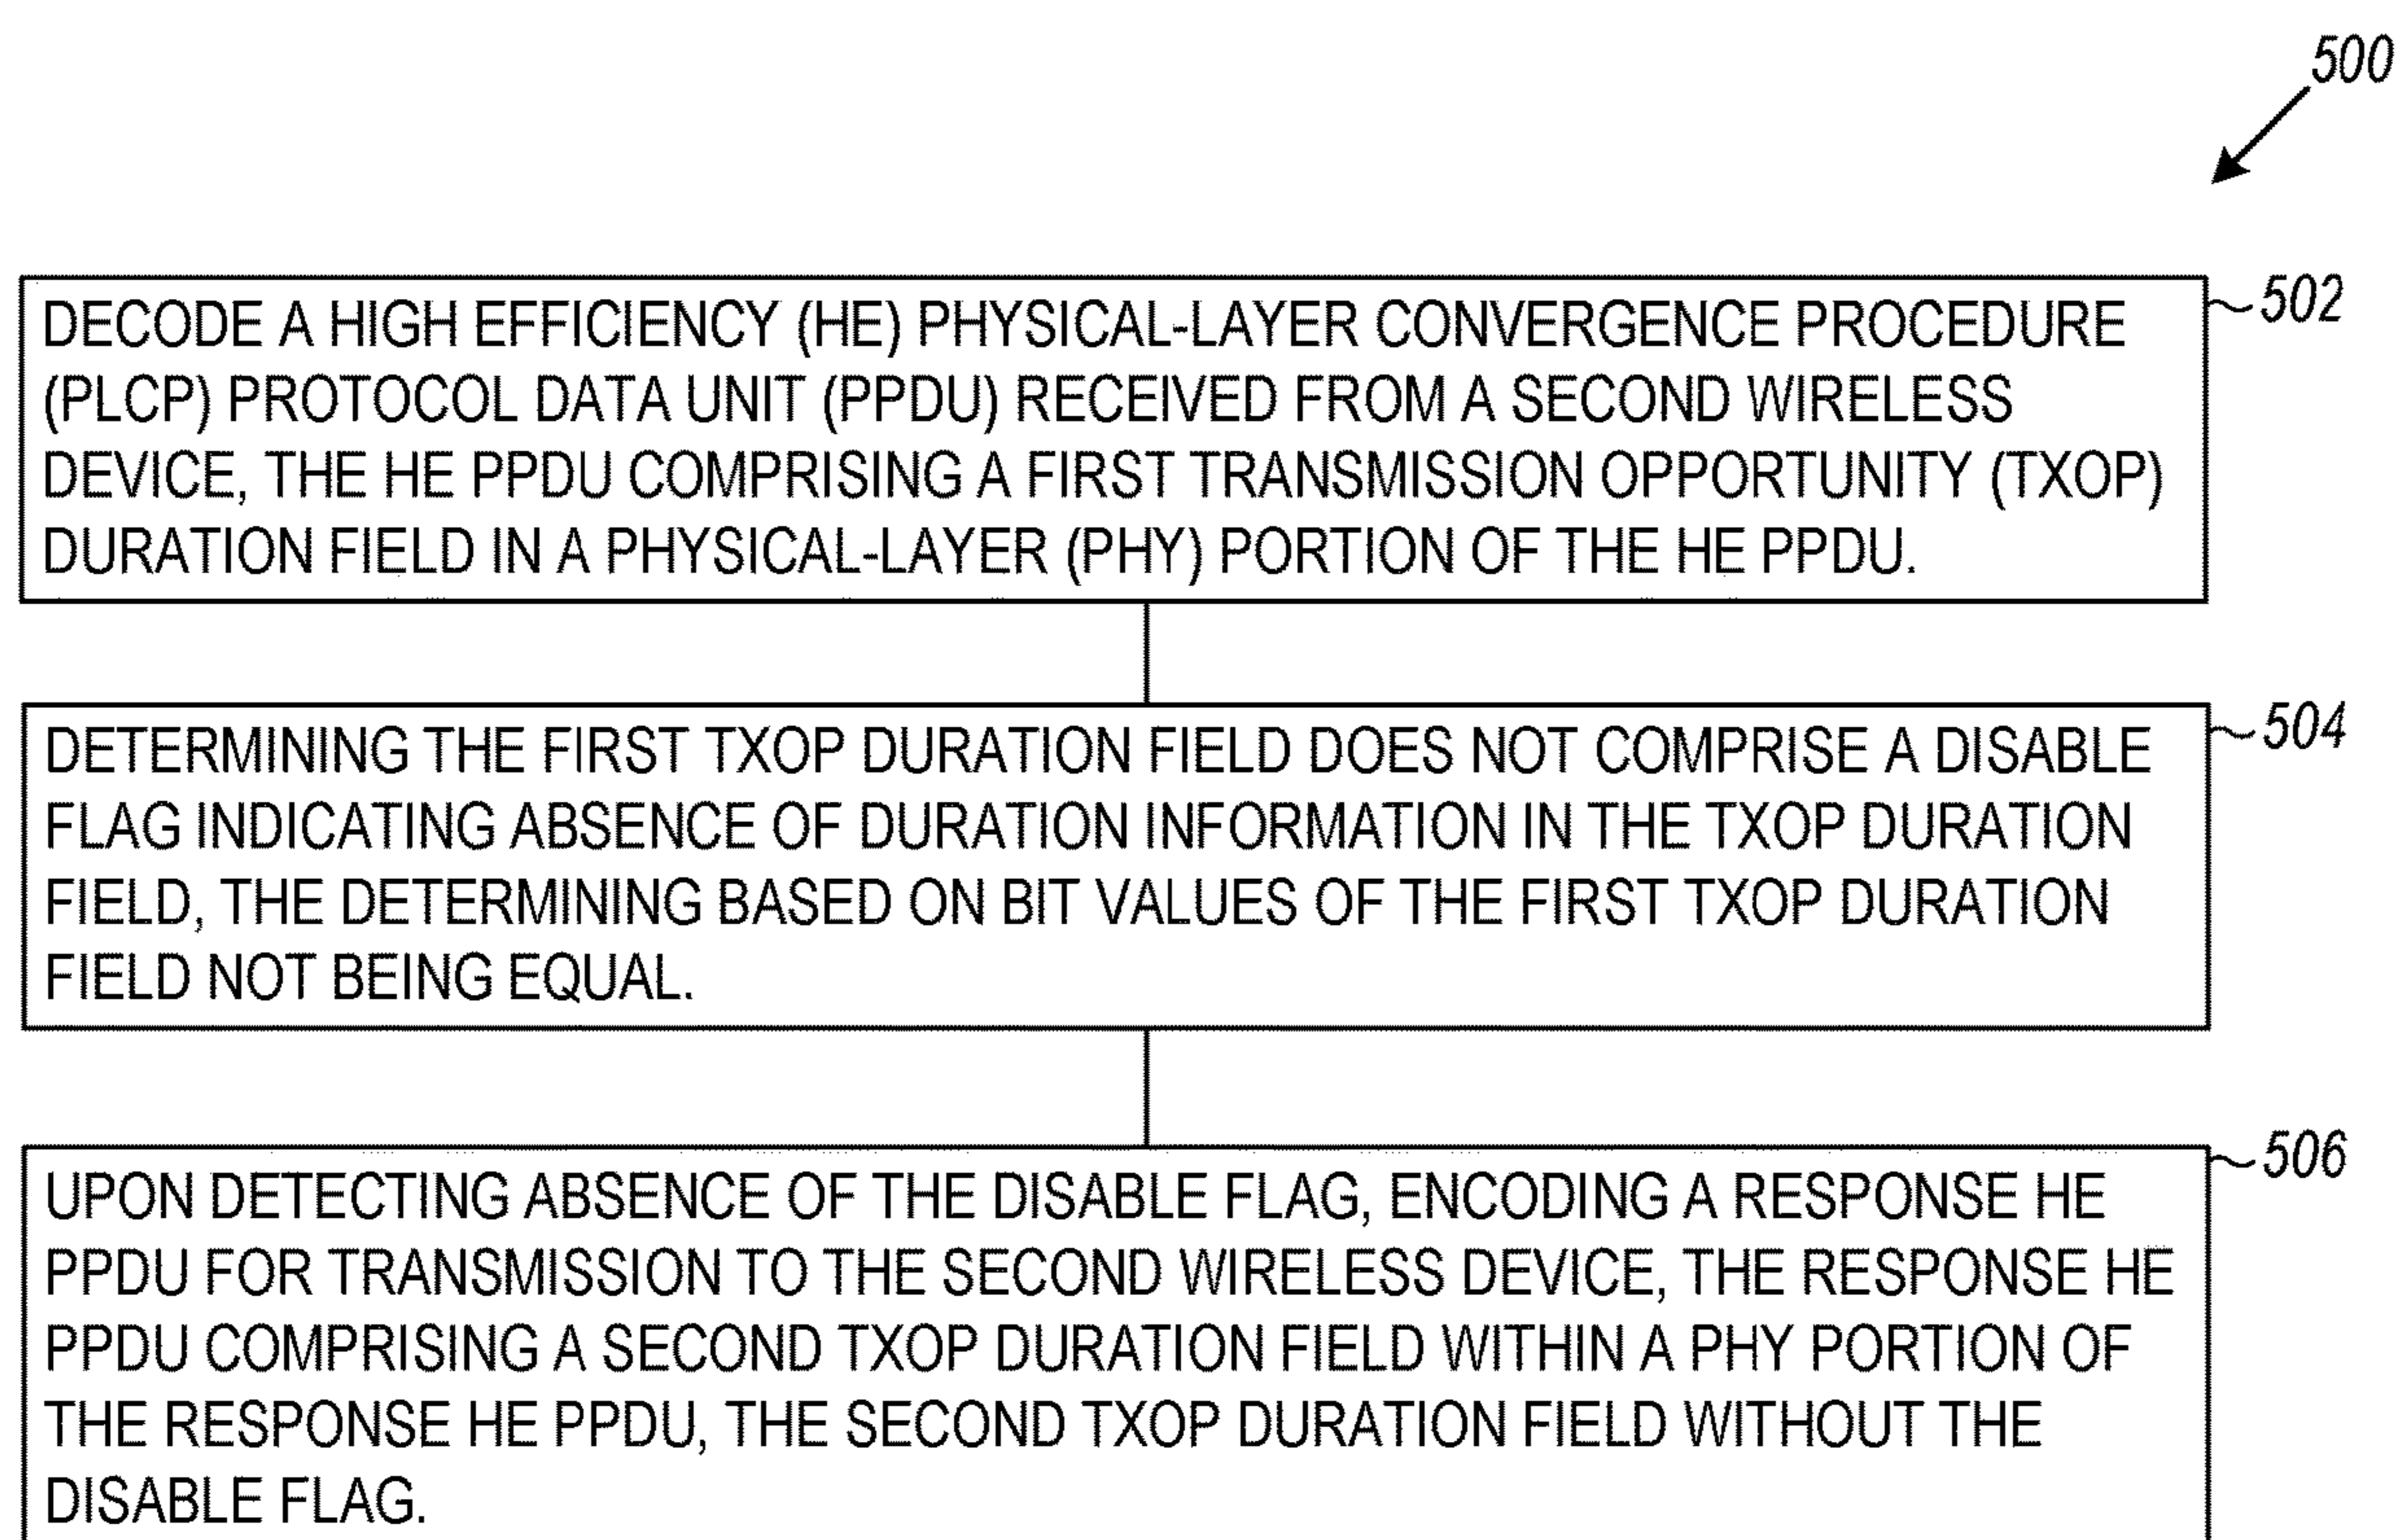 500
DECODE A HIGH EFFICIENCY (HE) PHYSICAL-LAYER CONVERGENCE PROCEDURE
(PLCP) PROTOCOL DATA UNIT (PPDU) RECEIVED FROM A SECOND WIRELESS
DEVICE, THE HE PPDU COMPRISING A FIRST TRANSMISSION OPPORTUNITY (TXOP)
DURATION FIELD IN A PHYSICAL-LAYER (PHY) PORTION OF THE HE PPDU.
502
DETERMINING THE FIRST TXOP DURATION FIELD DOES NOT COMPRISE A DISABLE
FLAG INDICATING ABSENCE OF DURATION INFORMATION IN THE TXOP DURATION
FIELD, THE DETERMINING BASED ON BIT VALUES OF THE FIRST TXOP DURATION
FIELD NOT BEING EQUAL.
504
UPON DETECTING ABSENCE OF THE DISABLE FLAG, ENCODING A RESPONSE HE
PPDU FOR TRANSMISSION TO THE SECOND WIRELESS DEVICE, THE RESPONSE HE
PPDU COMPRISING A SECOND TXOP DURATION FIELD WITHIN A PHY PORTION OF
THE RESPONSE HE PPDU, THE SECOND TXOP DURATION FIELD WITHOUT THE
DISABLE FLAG.
506